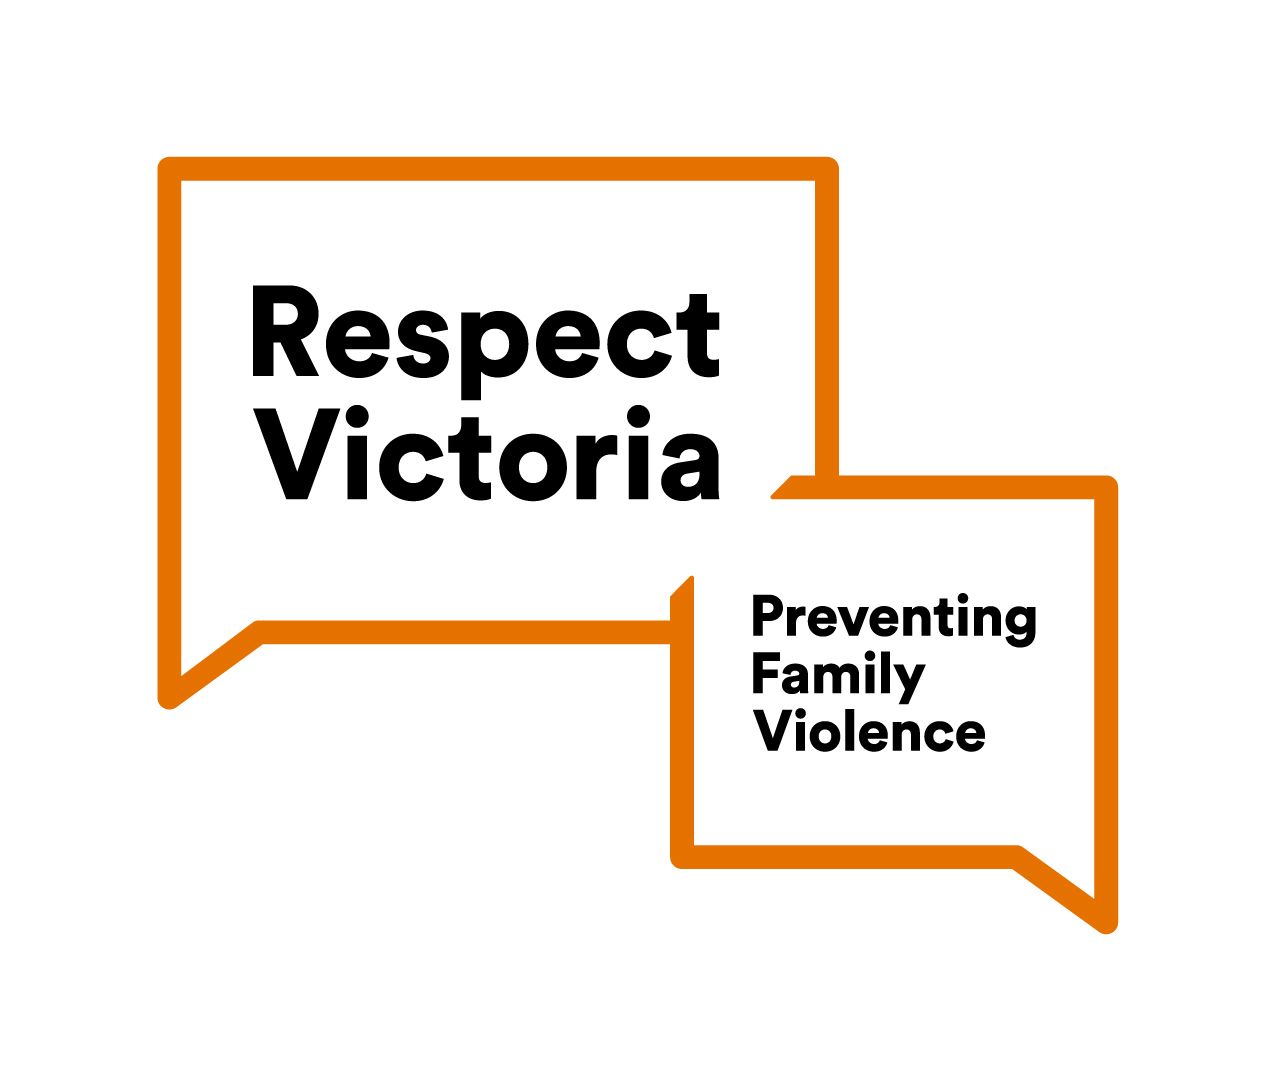 Respect
Victoria
Preventing
Family
Violence